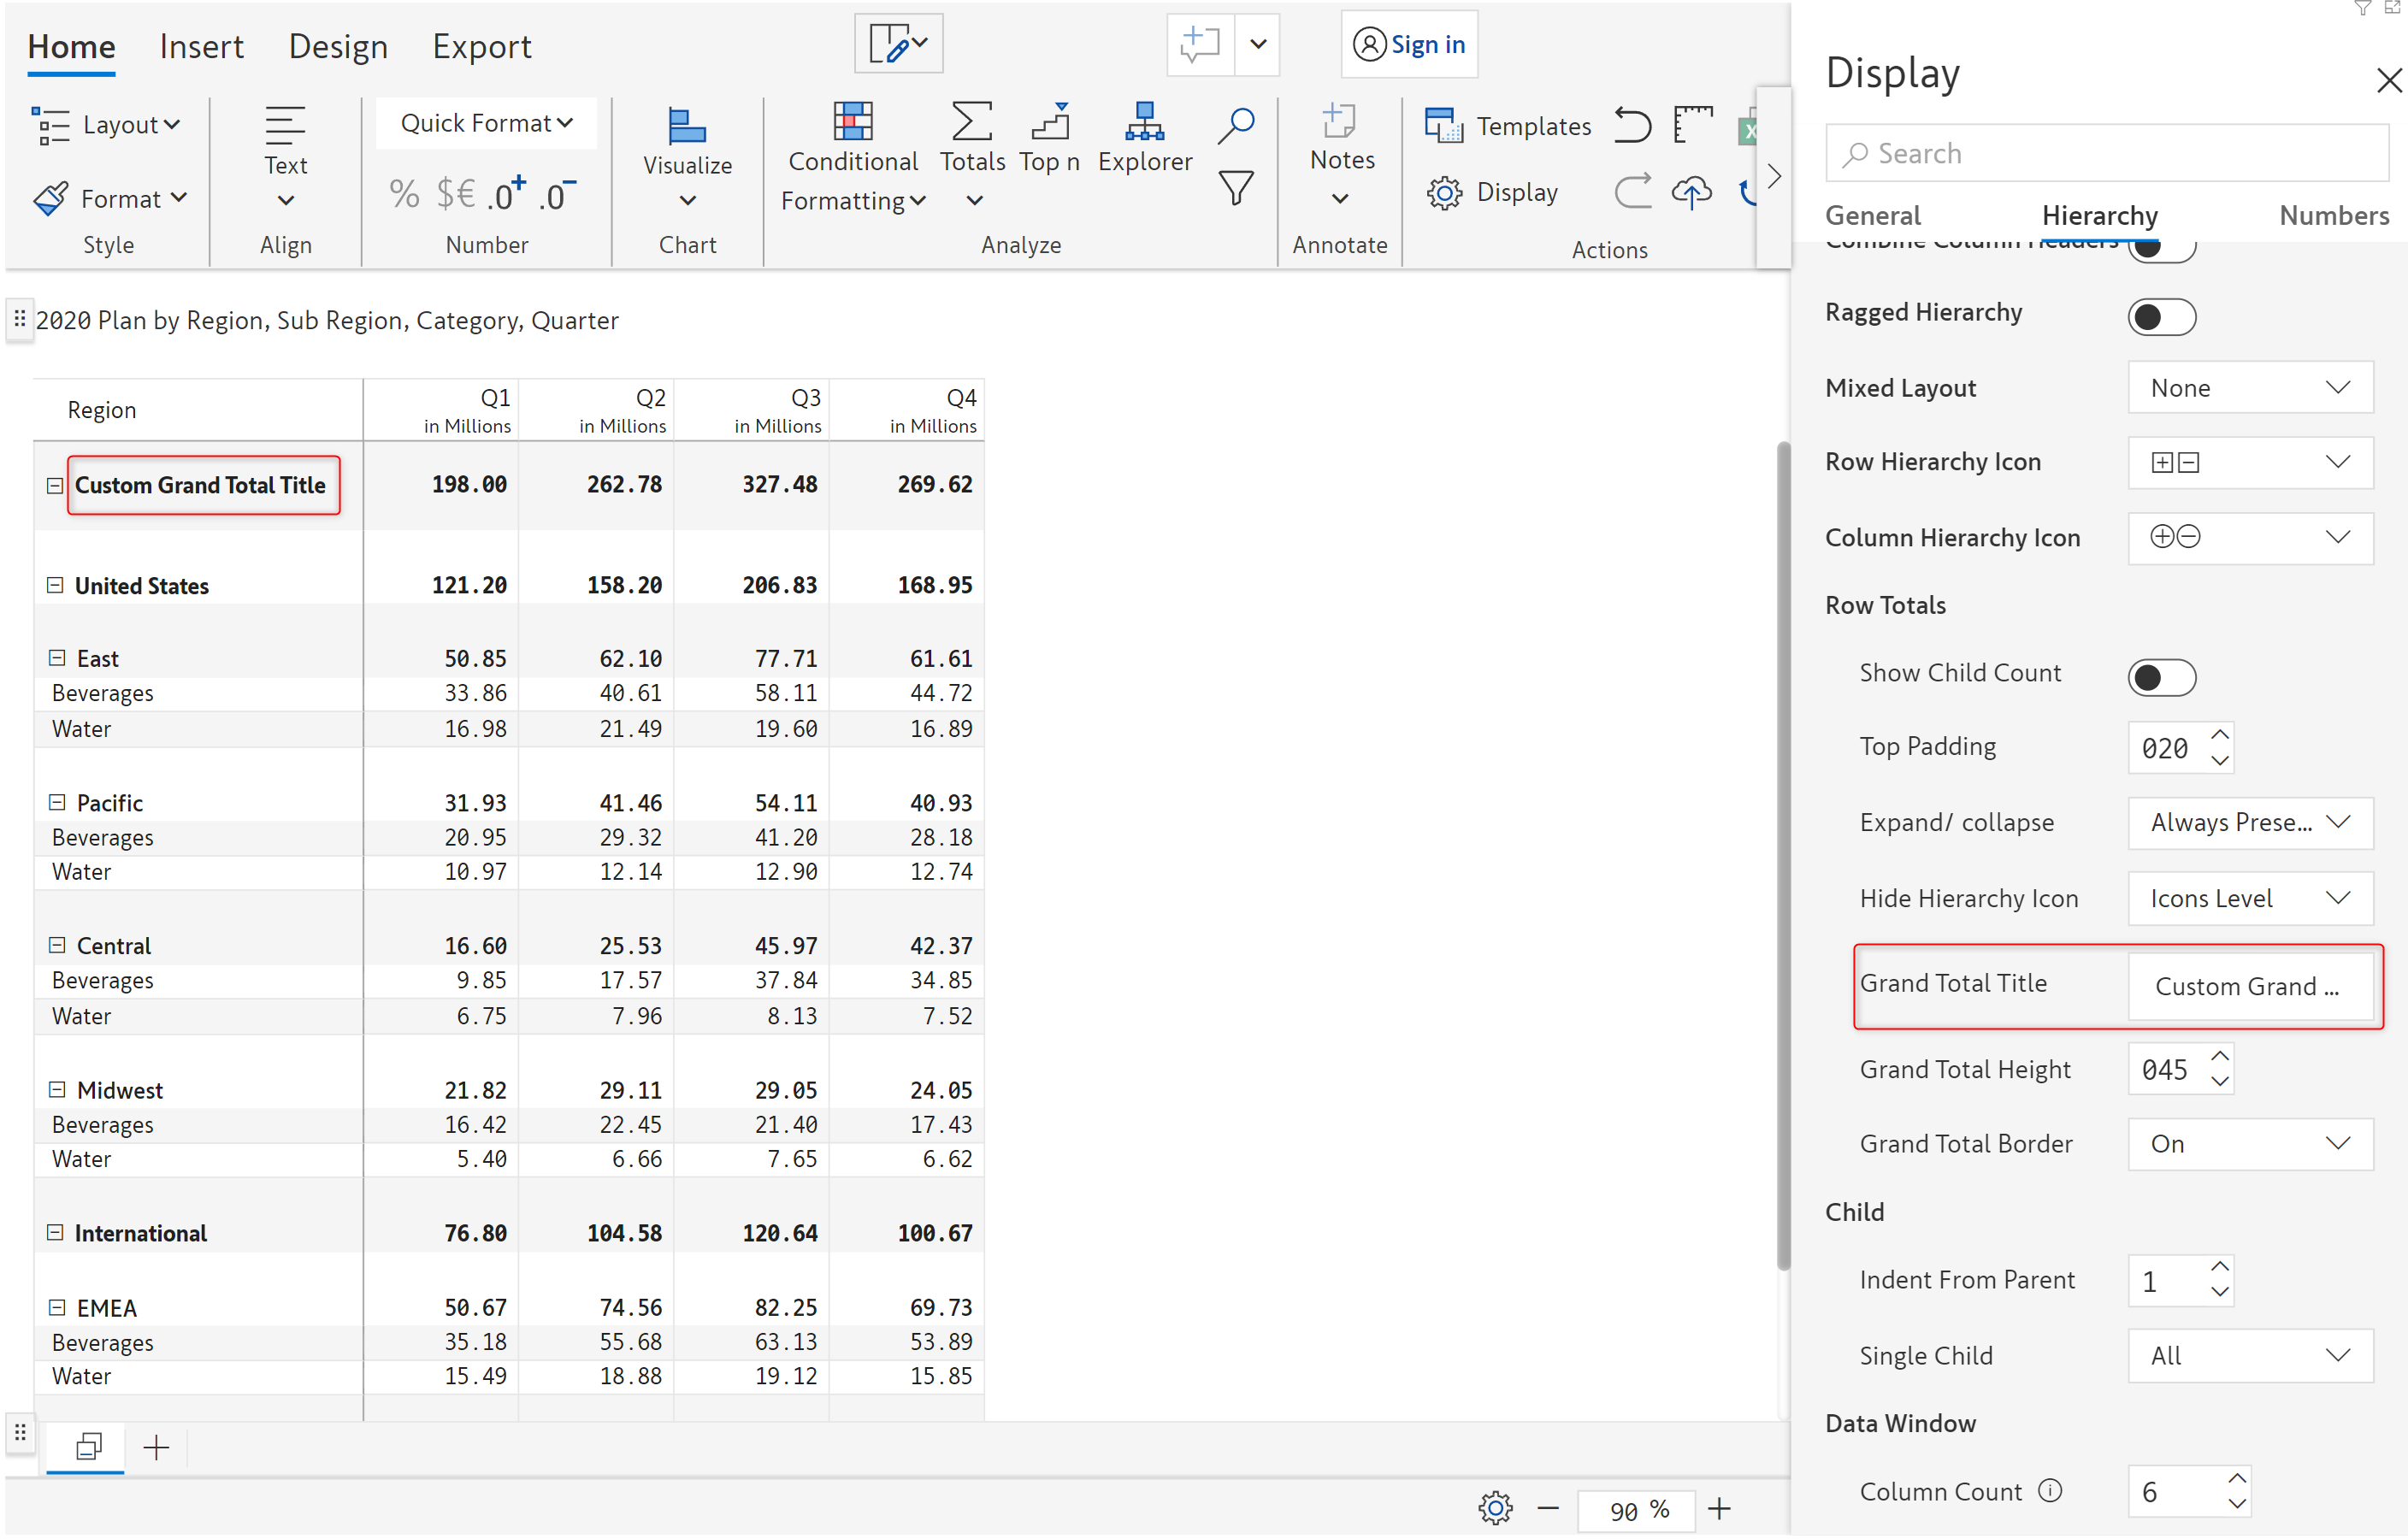 Home Insert Design Export Sign in
Layout Format Style
Text Align
Quick Format % $€ .0+ .0- Number
Visualize Chart
Conditional Formatting Totals Top n Explorer Analyze
Notes Annotate
Templates Display Actions
2020 Plan by Region, Sub Region, Category, Quarter
Region Q1 Q2 Q3 Q4
in Millions in Millions in Millions in Millions
Custom Grand Total Title 198.00 262.78 327.48 269.62
United States 121.20 158.20 206.83 168.95
East 50.85 62.10 77.71 61.61
Beverages 33.86 40.61 58.11 44.72
Water 16.98 21.49 19.60 16.89
Pacific 31.93 41.46 54.11 40.93
Beverages 20.95 29.32 41.20 28.18
Water 10.97 12.14 12.90 12.74
Central 16.60 25.53 45.97 42.37
Beverages 9.85 17.57 37.84 34.85
Water 6.75 7.96 8.13 7.52
Midwest 21.82 29.11 29.05 24.05
Beverages 16.42 22.45 21.40 17.43
Water 5.40 6.66 7.65 6.62
International 76.80 104.58 120.64 100.67
EMEA 50.67 74.56 82.25 69.73
Beverages 35.18 55.68 63.13 53.89
Water 15.49 18.88 19.12 15.85
90 %
Display
Search
General Hierarchy Numbers
Combine Column Headers
Ragged Hierarchy
Mixed Layout None
Row Hierarchy Icon
Column Hierarchy Icon
Row Totals
Show Child Count
Top Padding 020
Expand/ collapse Always Prese...
Hide Hierarchy Icon Icons Level
Grand Total Title Custom Grand ...
Grand Total Height 045
Grand Total Border On
Child
Indent From Parent 1
Single Child All
Data Window
Column Count 6